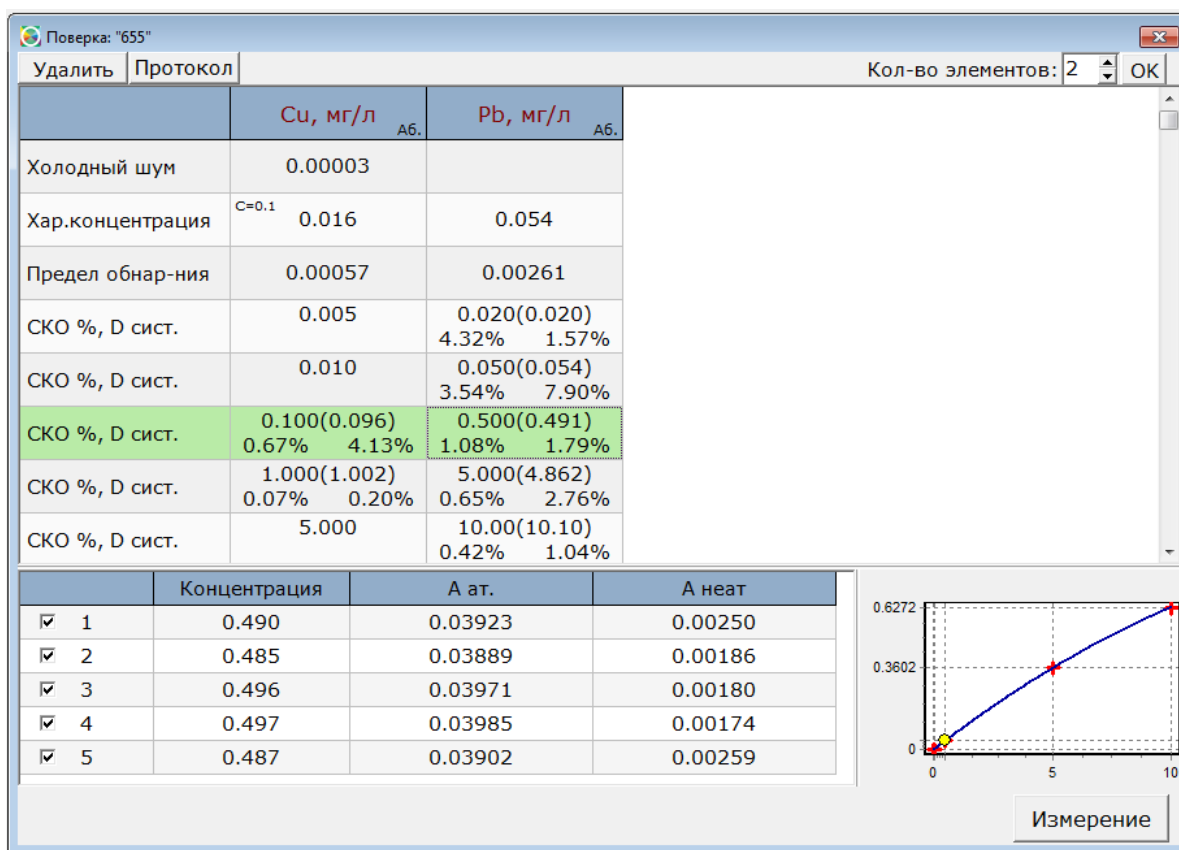 Поверка: "655"
Удалить Протокол Кол-во элементов: 2 OK
Cu, мг/л Аб. Pb, мг/л Аб.
Холодный шум 0.00003
Хар.концентрация C=0.1 0.016 0.054
Предел обнар-ния 0.00057 0.00261
СКО %, D сист. 0.005 0.020(0.020)
4.32% 1.57%
СКО %, D сист. 0.010 0.050(0.054)
3.54% 7.90%
СКО %, D сист. 0.100(0.096) 0.500(0.491)
0.67% 4.13% 1.08% 1.79%
СКО %, D сист. 1.000(1.002) 5.000(4.862)
0.07% 0.20% 0.65% 2.76%
СКО %, D сист. 5.000 10.00(10.10)
0.42% 1.04%
Концентрация А ат. А неат
1 0.490 0.03923 0.00250
2 0.485 0.03889 0.00186
3 0.496 0.03971 0.00180
4 0.497 0.03985 0.00174
5 0.487 0.03902 0.00259
0.6272
0.3602
0
0 5 10
Измерение